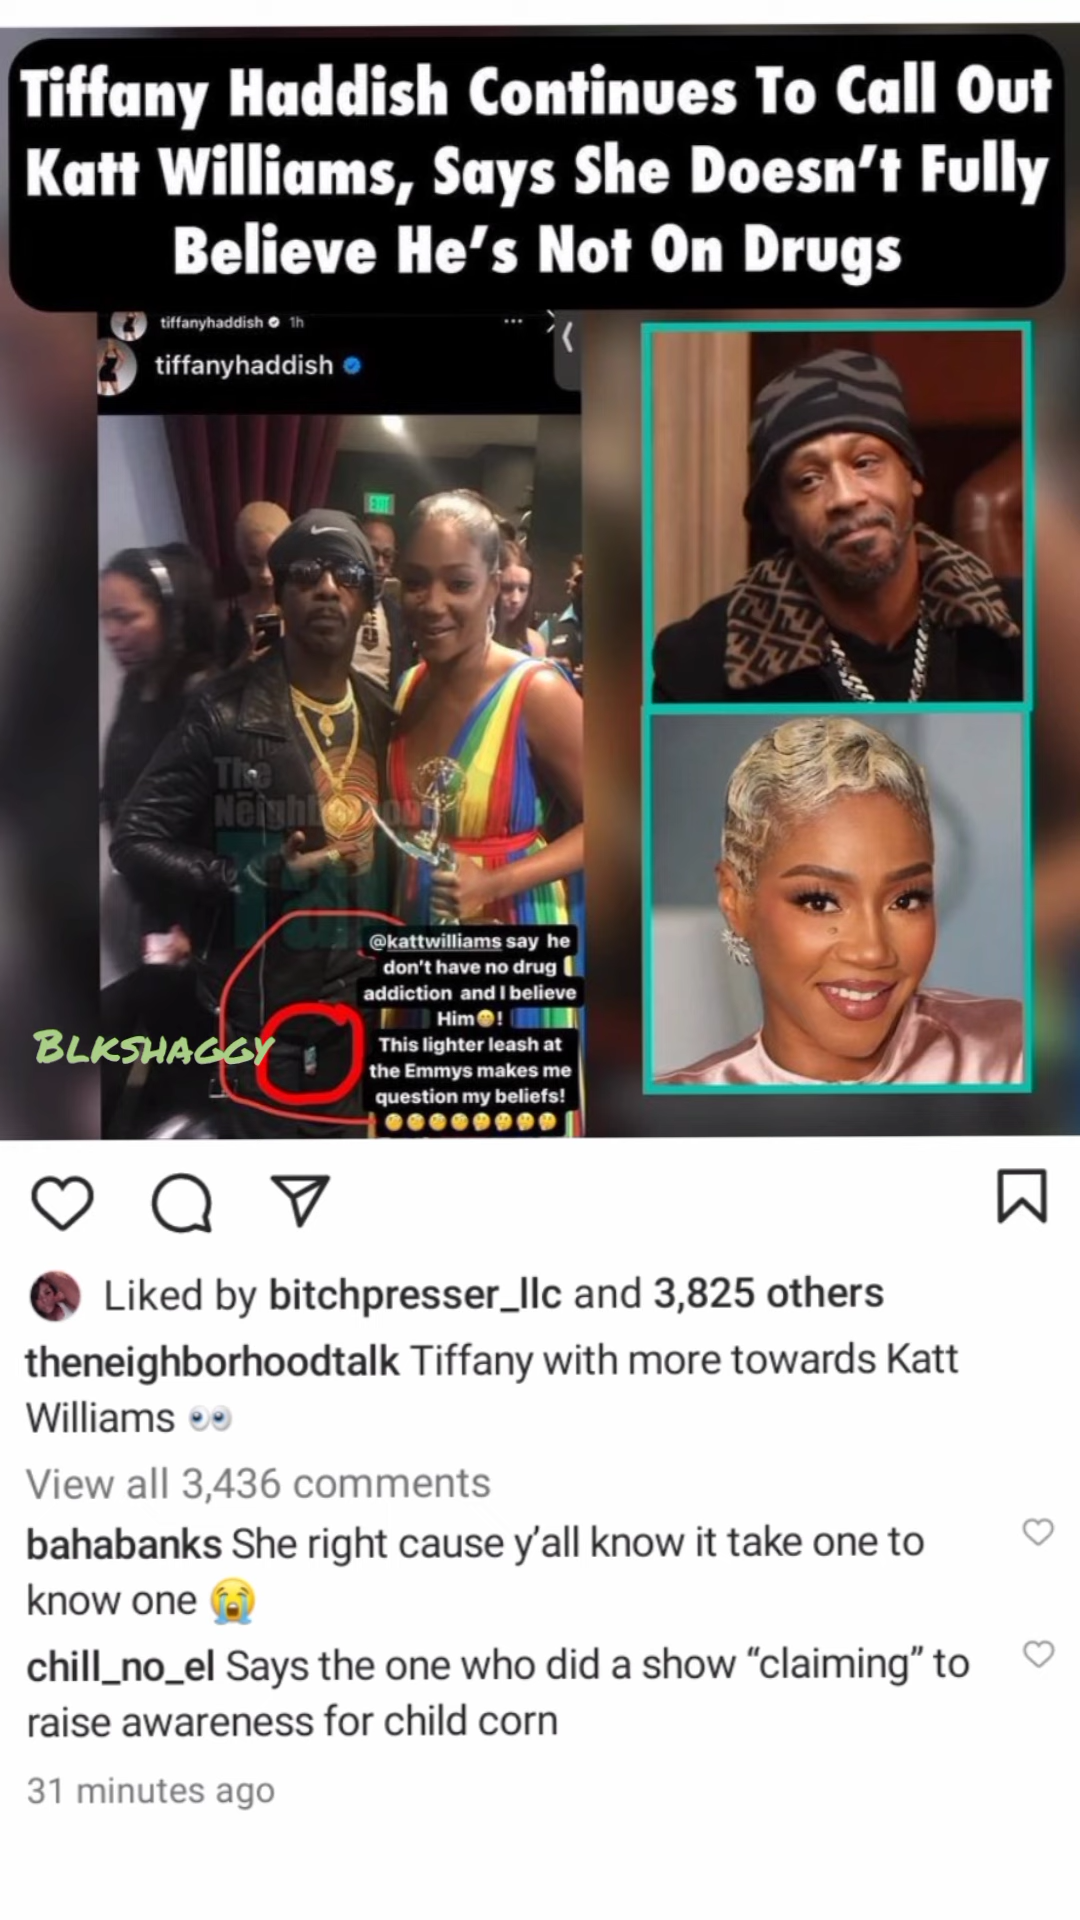 Tiffany Haddish Continues To Call Out
Katt Williams, Says She Doesn't Fully
Believe He's Not On Drugs
tiffanyhaddish 1h
tiffanyhaddish
EXIT
The
Neighborhood
Talk
@kattwilliams say he
don't have no drug
addiction and I believe
Him😁!
This lighter leash at
the Emmys makes me
question my beliefs!
🧐🧐🧐🧐🤔🤔🤔🤔
BLKSHAGGY
Liked by bitchpresser_llc and 3,825 others
theneighborhoodtalk Tiffany with more towards Katt
Williams 👀
View all 3,436 comments
bahabanks She right cause y'all know it take one to
know one 😭
chill_no_el Says the one who did a show "claiming" to
raise awareness for child corn
31 minutes ago